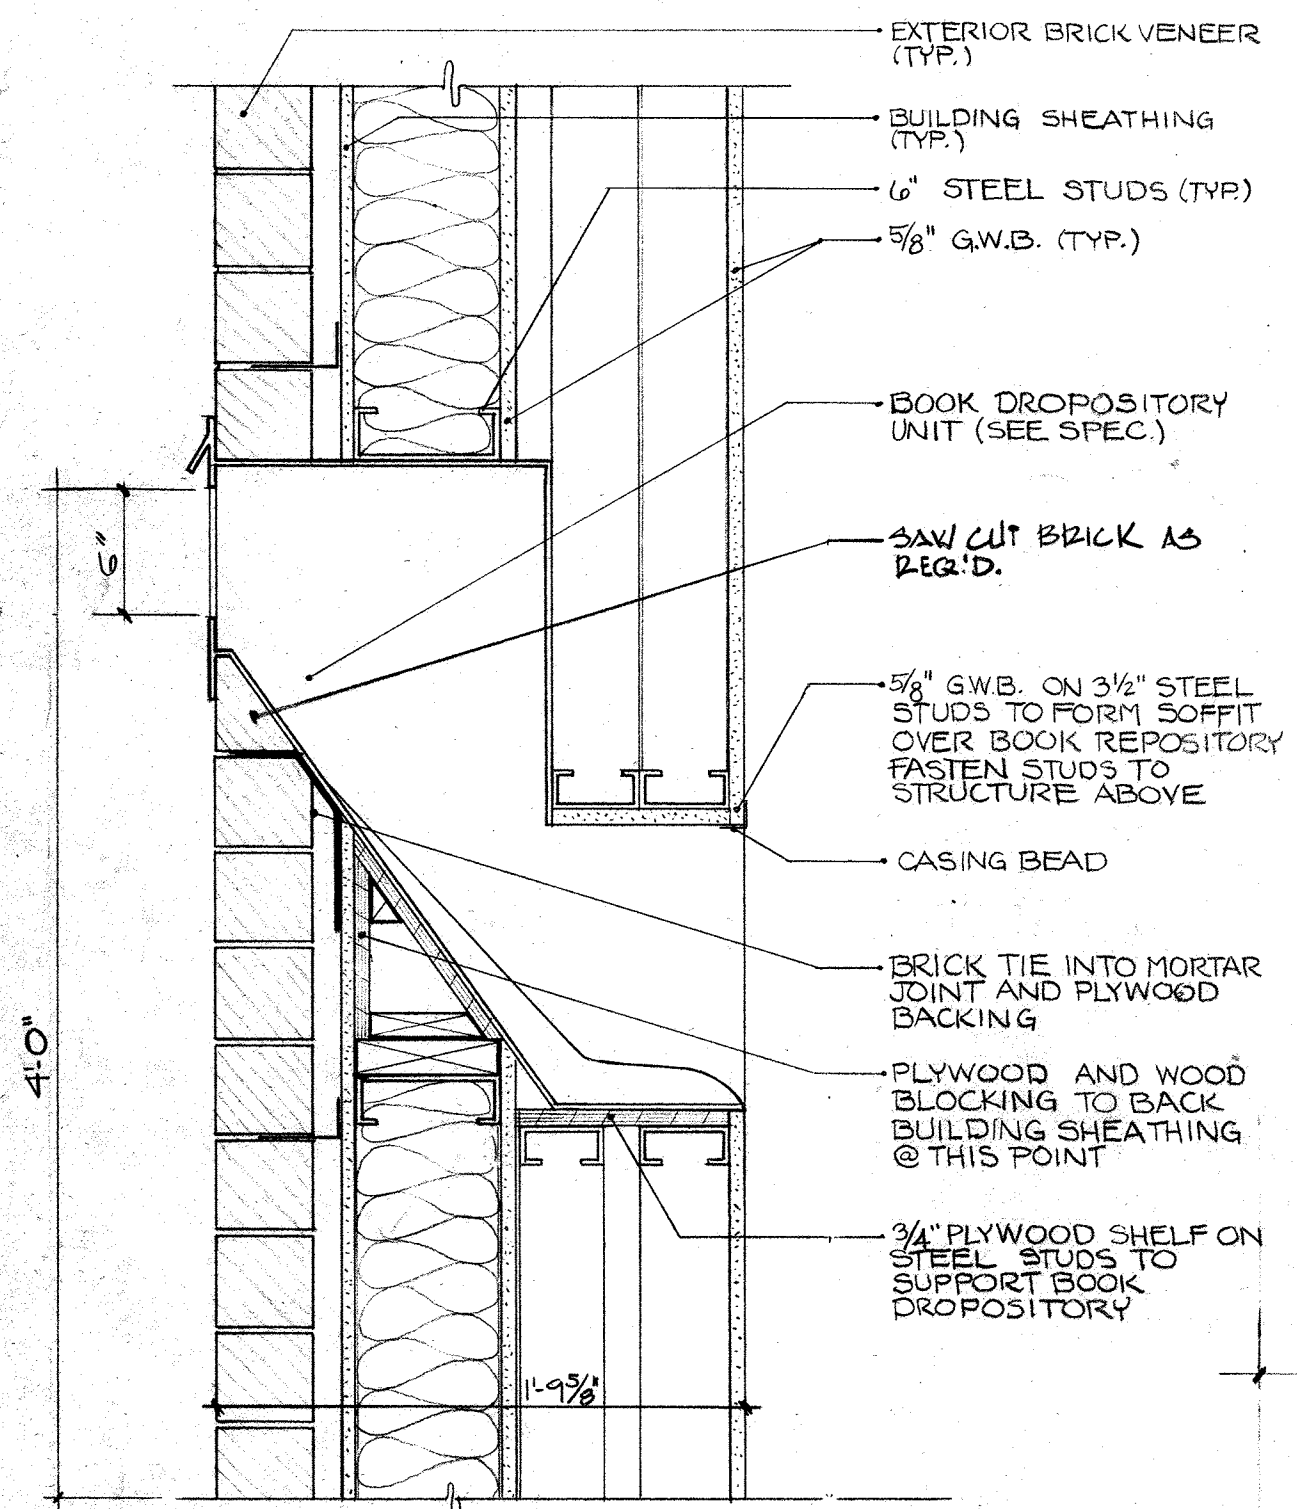 EXTERIOR BRICK VENEER
(TYP.)
BUILDING SHEATHING
(TYP.)
6" STEEL STUDS (TYP.)
5/8" G.W.B. (TYP.)
BOOK DROPOSITORY
UNIT (SEE SPEC.)
SAW CUT BRICK AS
REQ'D.
6"
5/8" G.W.B. ON 3 1/2" STEEL
STUDS TO FORM SOFFIT
OVER BOOK REPOSITORY
FASTEN STUDS TO
STRUCTURE ABOVE
CASING BEAD
BRICK TIE INTO MORTAR
JOINT AND PLYWOOD
BACKING
4'-0"
PLYWOOD AND WOOD
BLOCKING TO BACK
BUILDING SHEATHING
@ THIS POINT
3/4" PLYWOOD SHELF ON
STEEL STUDS TO
SUPPORT BOOK
DROPOSITORY
1'-9 5/8"